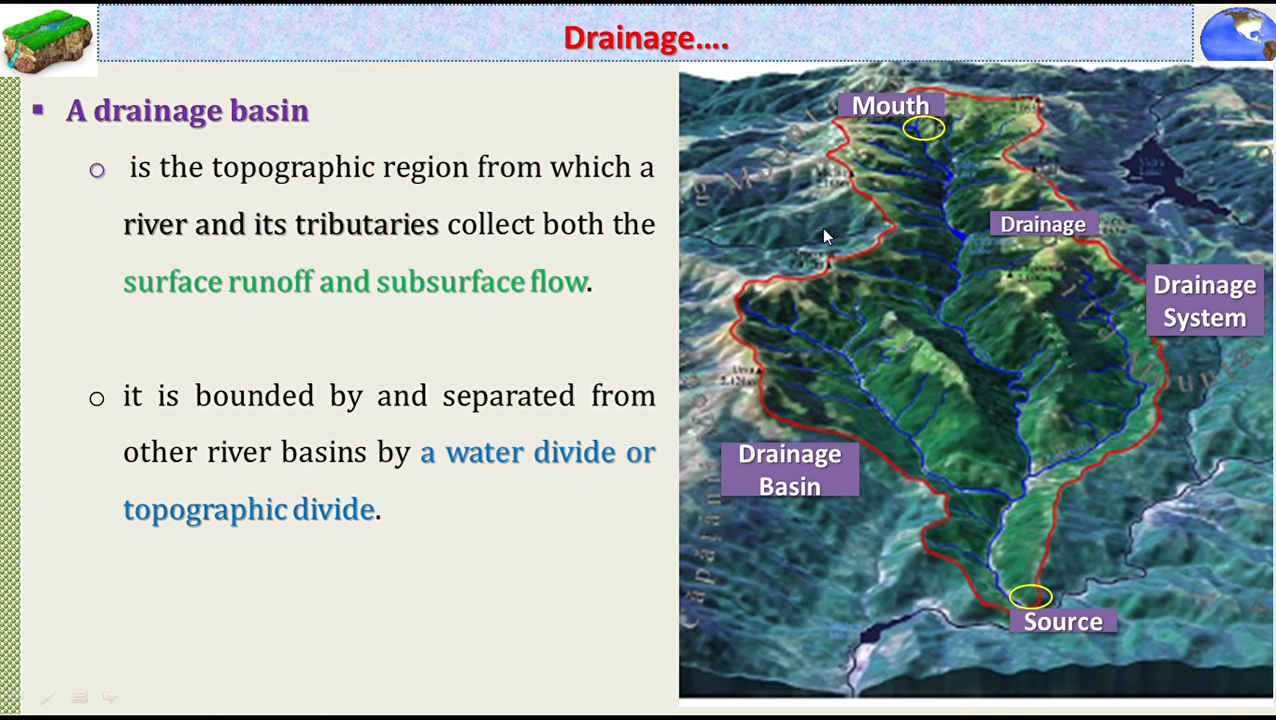 Drainage....
▪ A drainage basin
o is the topographic region from which a
river and its tributaries collect both the
surface runoff and subsurface flow.
o it is bounded by and separated from
other river basins by a water divide or
topographic divide.
Mouth
Drainage
Drainage
System
Drainage
Basin
Source